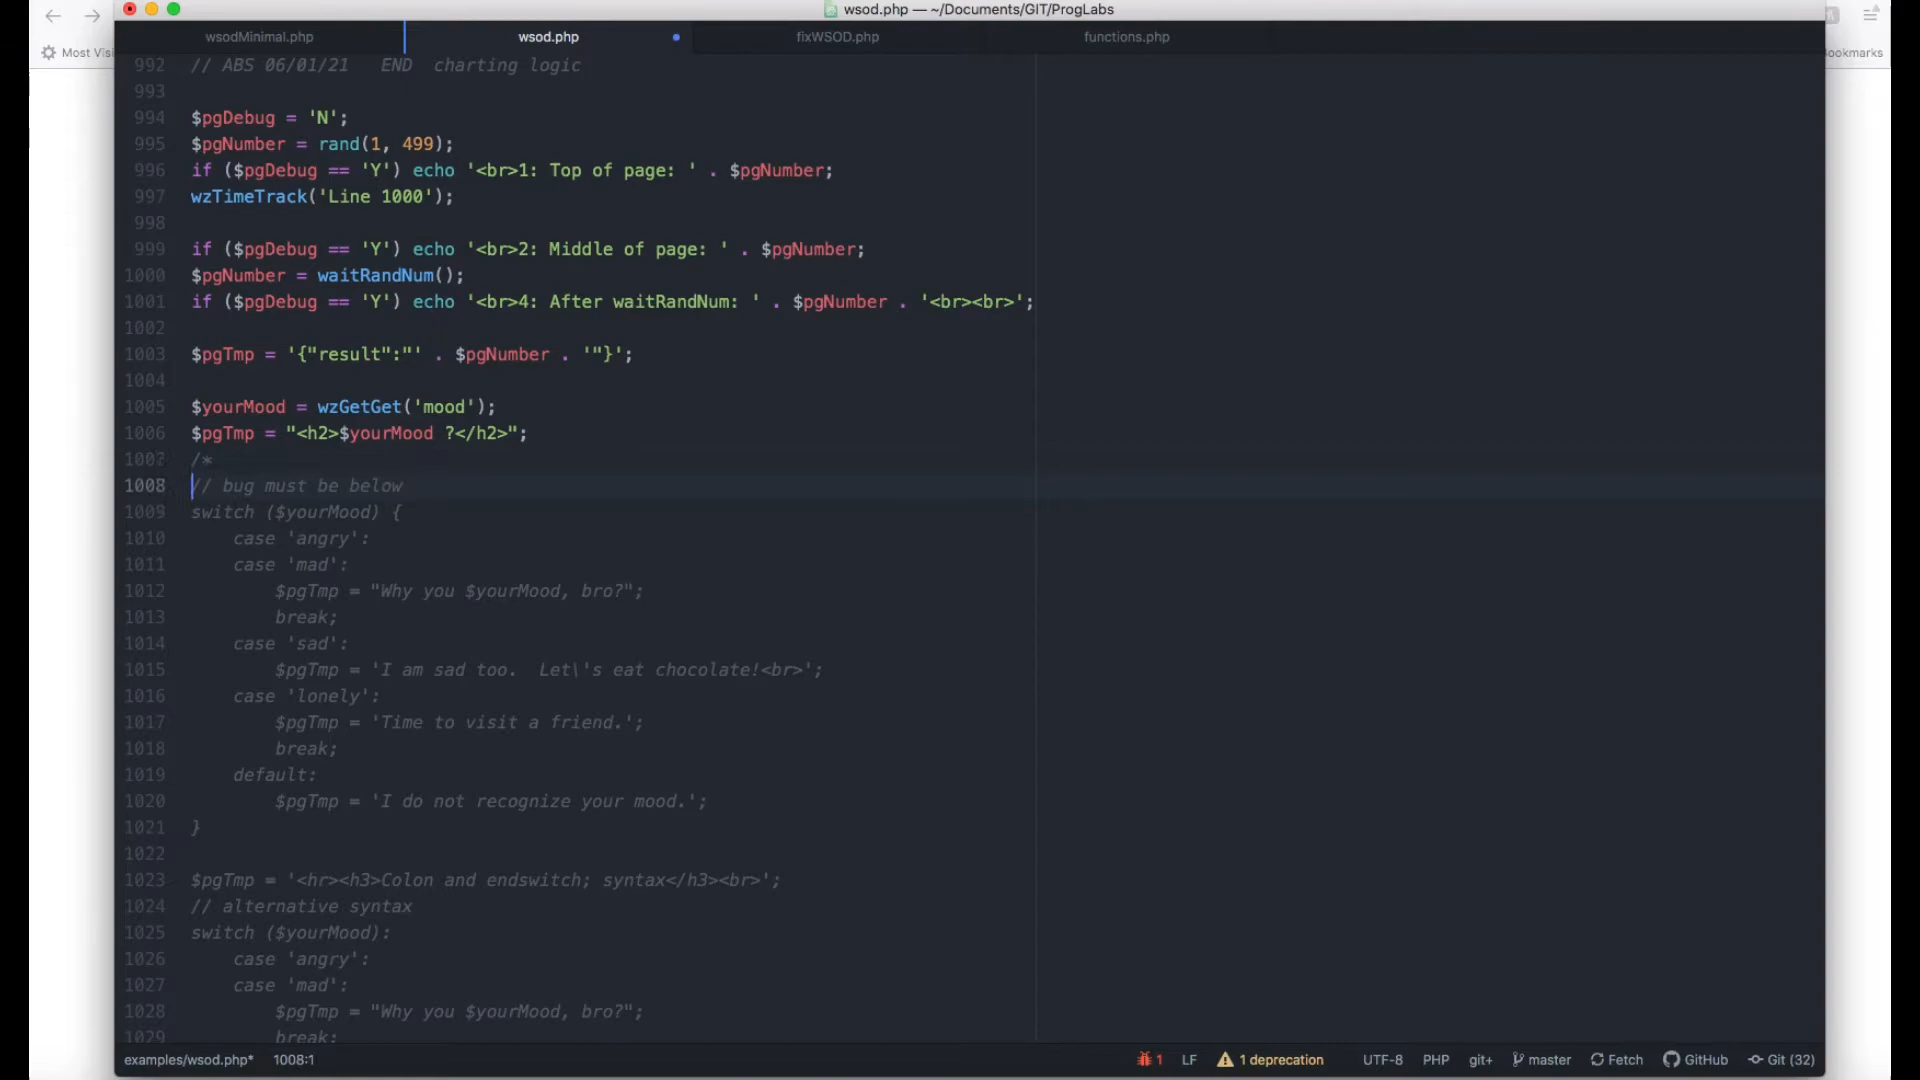 wsod.php — ~/Documents/GIT/ProgLabs
Most Vis
ookmarks
wsodMinimal.php
wsod.php
fixWSOD.php
functions.php
992 // ABS 06/01/21   END  charting logic
993
994 $pgDebug = 'N';
995 $pgNumber = rand(1, 499);
996 if ($pgDebug == 'Y') echo '<br>1: Top of page: ' . $pgNumber;
997 wzTimeTrack('Line 1000');
998
999 if ($pgDebug == 'Y') echo '<br>2: Middle of page: ' . $pgNumber;
1000 $pgNumber = waitRandNum();
1001 if ($pgDebug == 'Y') echo '<br>4: After waitRandNum: ' . $pgNumber . '<br><br>';
1002
1003 $pgTmp = '{"result":"' . $pgNumber . '"}';
1004
1005 $yourMood = wzGetGet('mood');
1006 $pgTmp = "<h2>$yourMood ?</h2>";
1007 /*
1008 // bug must be below
1009 switch ($yourMood) {
1010     case 'angry':
1011     case 'mad':
1012         $pgTmp = "Why you $yourMood, bro?";
1013         break;
1014     case 'sad':
1015         $pgTmp = 'I am sad too.  Let\'s eat chocolate!<br>';
1016     case 'lonely':
1017         $pgTmp = 'Time to visit a friend.';
1018         break;
1019     default:
1020         $pgTmp = 'I do not recognize your mood.';
1021 }
1022
1023 $pgTmp = '<hr><h3>Colon and endswitch; syntax</h3><br>';
1024 // alternative syntax
1025 switch ($yourMood):
1026     case 'angry':
1027     case 'mad':
1028         $pgTmp = "Why you $yourMood, bro?";
1029         break;
examples/wsod.php* 1008:1 1 LF 1 deprecation UTF-8 PHP git+ master Fetch GitHub Git (32)